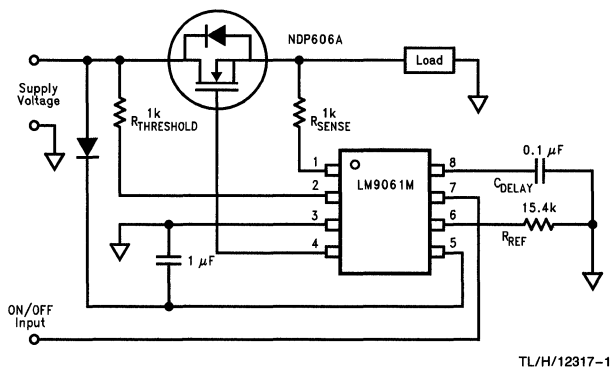 NDP606A
Load
Supply
Voltage
1k
RTHRESHOLD
1k
RSENSE
1
2
3
4
LM9061M
8
7
6
5
0.1 μF
CDELAY
15.4k
RREF
1 μF
ON/OFF
Input
TL/H/12317-1